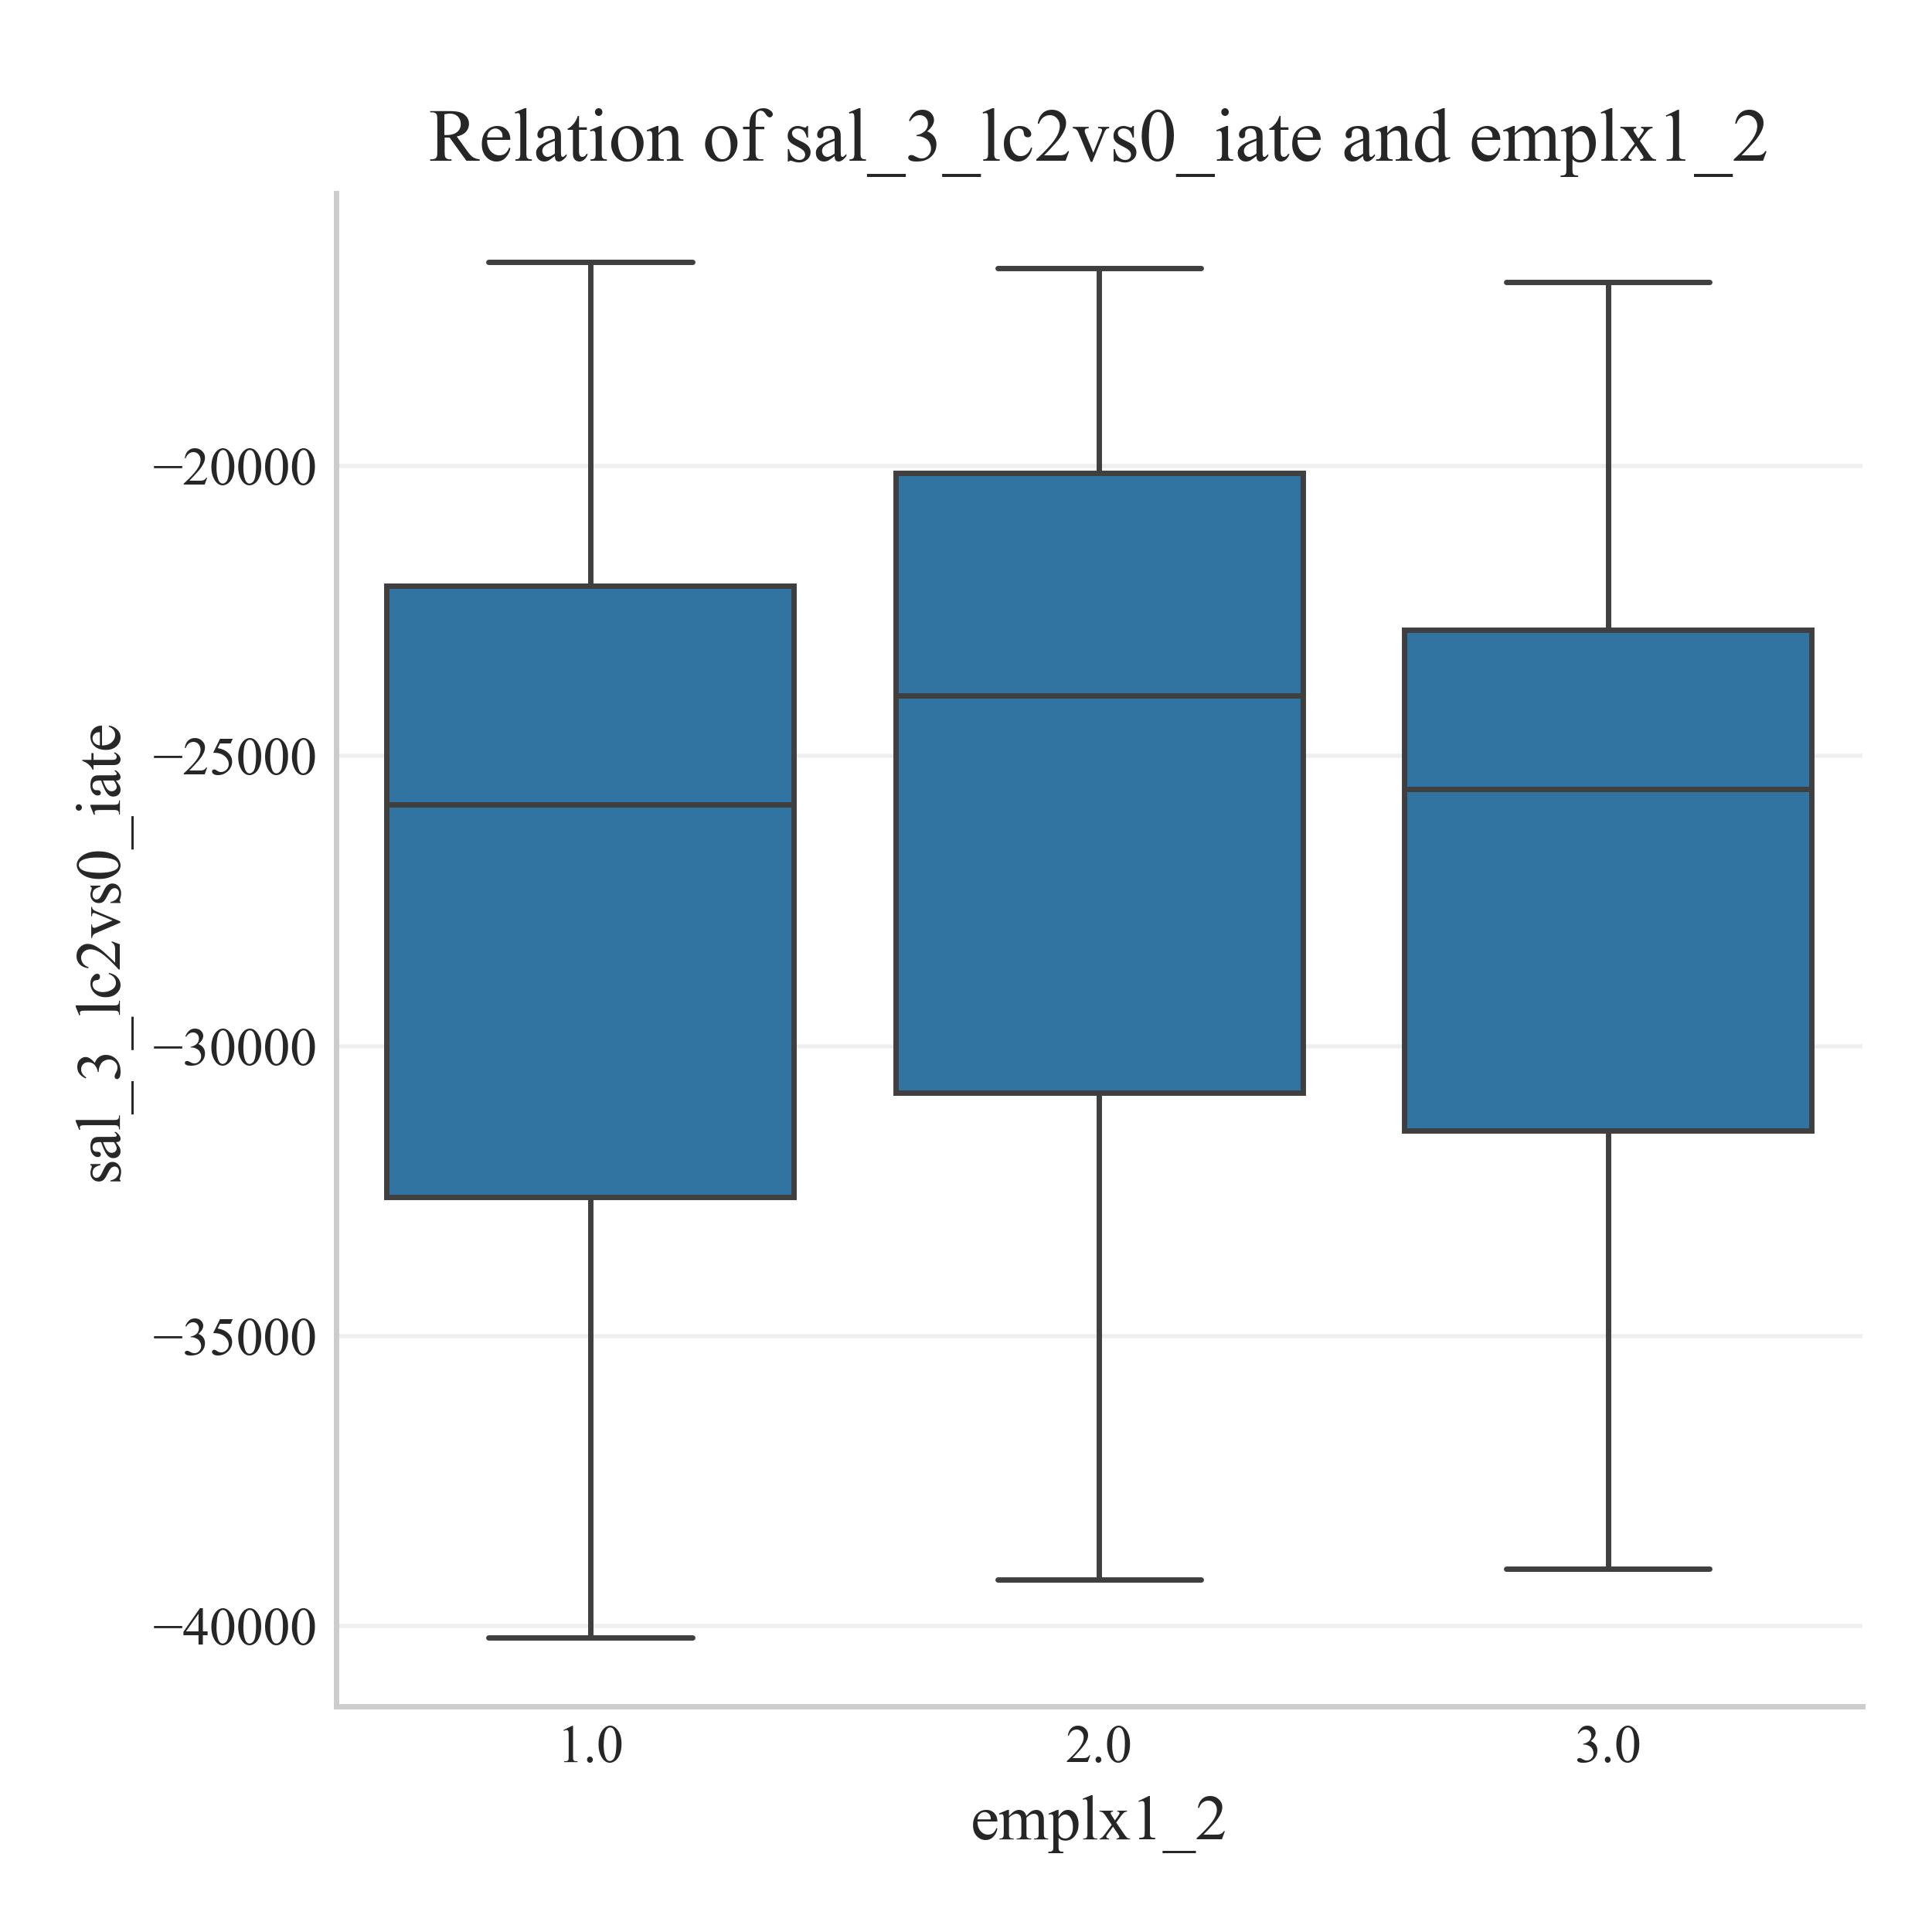 Relation of sal_3_lc2vs0_iate and emplx1_2
sal_3_lc2vs0_iate
−20000
−25000
−30000
−35000
−40000
1.0
2.0
3.0
emplx1_2